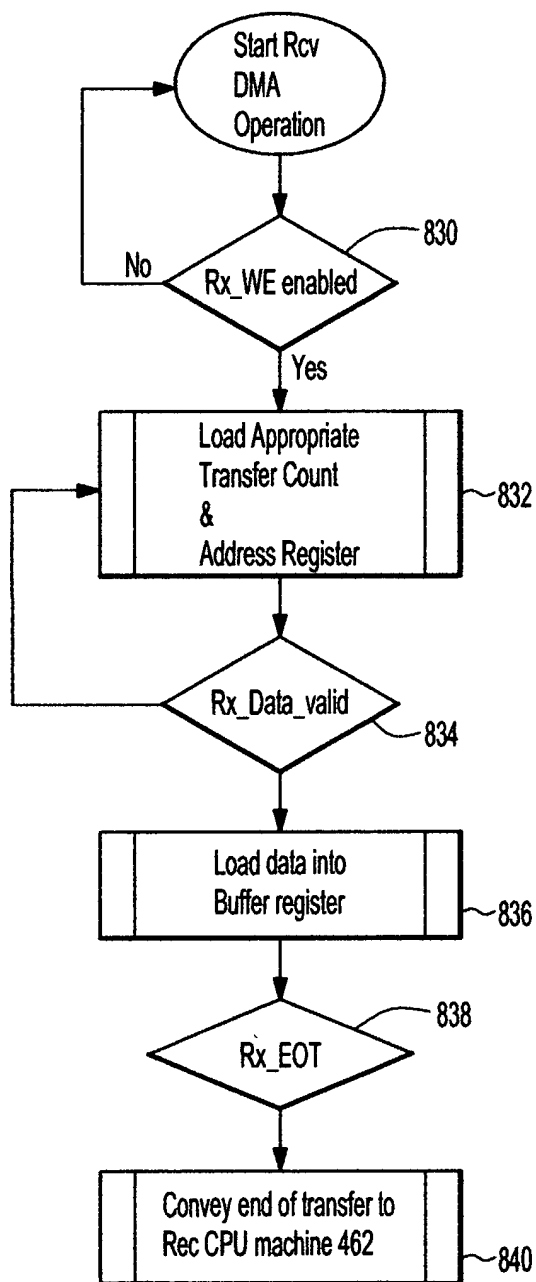 Start Rcv
DMA
Operation
830
No
Rx_WE enabled
Yes
Load Appropriate
Transfer Count
&
Address Register
832
Rx_Data_valid
834
Load data into
Buffer register
836
838
Rx_EOT
Convey end of transfer to
Rec CPU machine 462
840